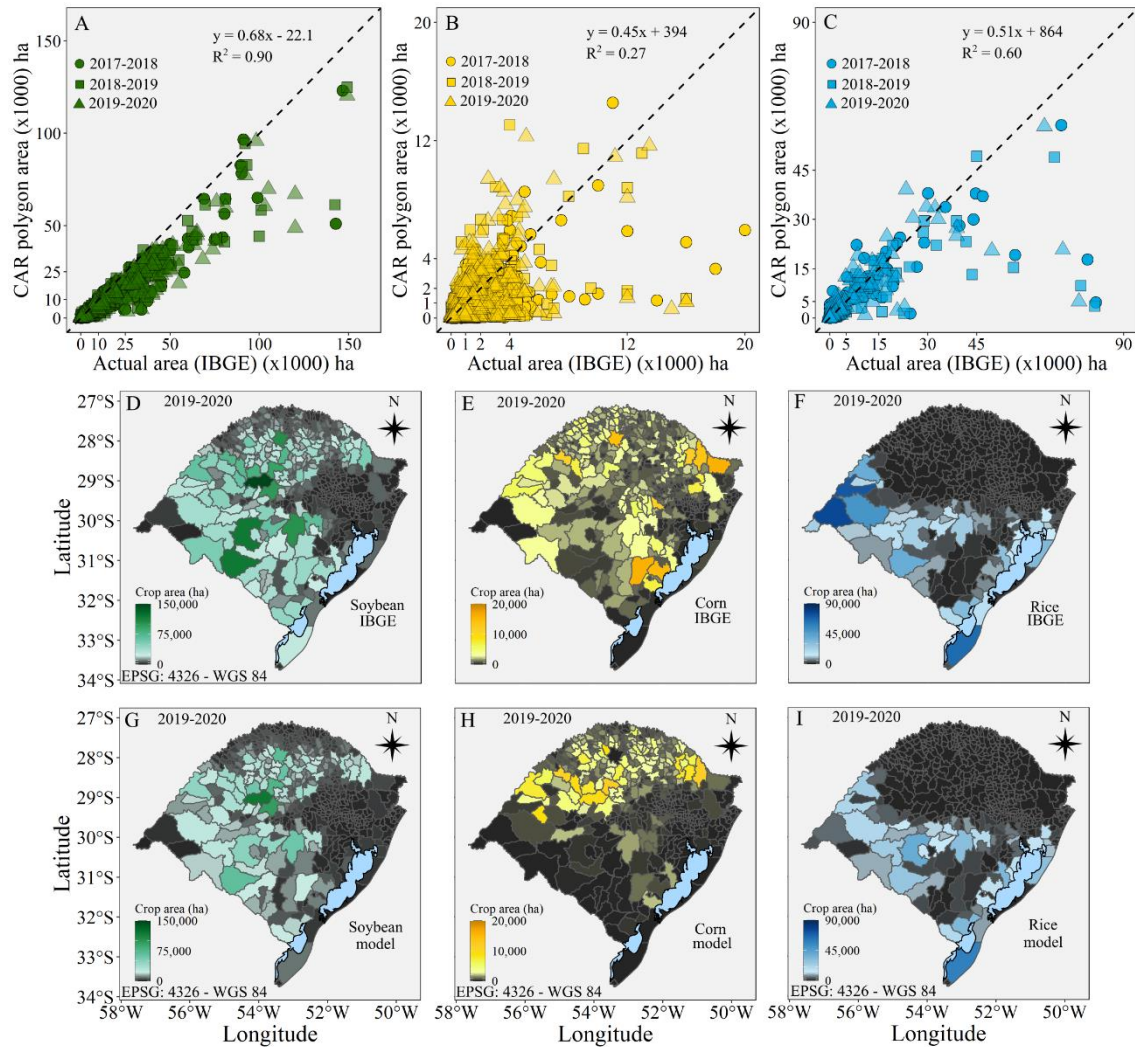 A
y = 0.68x - 22.1
R² = 0.90
2017-2018
2018-2019
2019-2020
CAR polygon area (x1000) ha
150
100
50
25
10
0
0 10 25 50 100 150
Actual area (IBGE) (x1000) ha
B
y = 0.45x + 394
R² = 0.27
2017-2018
2018-2019
2019-2020
CAR polygon area (x1000) ha
20
12
4
2
1
0
0 1 2 4 12 20
Actual area (IBGE) (x1000) ha
C
y = 0.51x + 864
R² = 0.60
2017-2018
2018-2019
2019-2020
CAR polygon area (x1000) ha
90
45
30
15
5
0
0 5 15 30 45 90
Actual area (IBGE) (x1000) ha
Latitude
27°S
28°S
29°S
30°S
31°S
32°S
33°S
34°S
D 2019-2020 N
Crop area (ha)
150,000
75,000
0
Soybean
IBGE
EPSG: 4326 - WGS 84
E 2019-2020 N
Crop area (ha)
20,000
10,000
0
Corn
IBGE
F 2019-2020 N
Crop area (ha)
90,000
45,000
0
Rice
IBGE
Latitude
27°S
28°S
29°S
30°S
31°S
32°S
33°S
34°S
G 2019-2020 N
Crop area (ha)
150,000
75,000
0
Soybean
model
EPSG: 4326 - WGS 84
58°W 56°W 54°W 52°W 50°W
Longitude
H 2019-2020 N
Crop area (ha)
20,000
10,000
0
Corn
model
58°W 56°W 54°W 52°W 50°W
Longitude
I 2019-2020 N
Crop area (ha)
90,000
45,000
0
Rice
model
EPSG: 4326 - WGS 84
58°W 56°W 54°W 52°W 50°W
Longitude